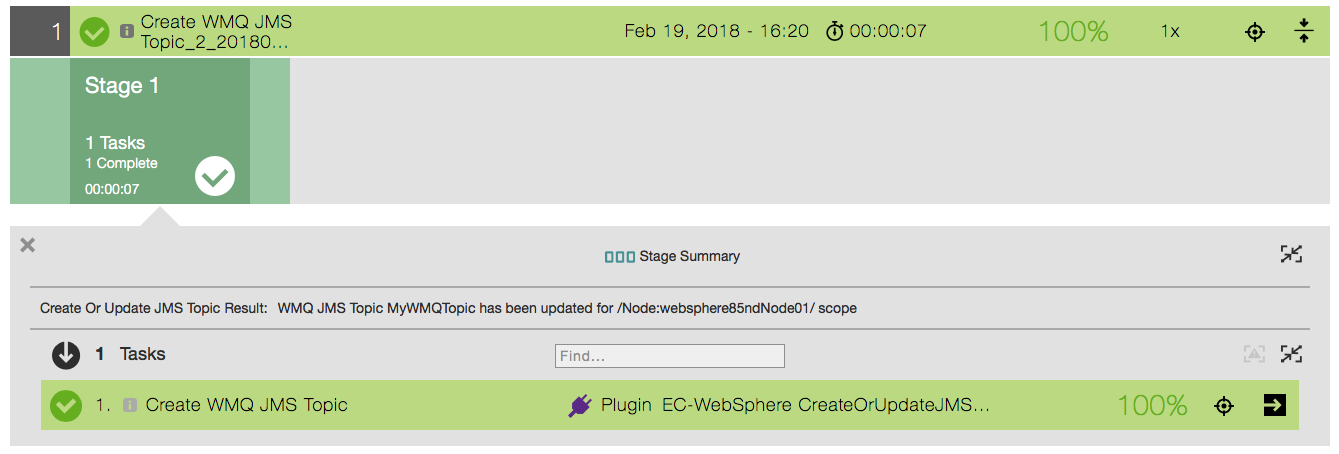 1
Create WMQ JMS
Topic_2_20180...
Feb 19, 2018 - 16:20
00:00:07
100%
1x
Stage 1
1 Tasks
1 Complete
00:00:07
Stage Summary
Create Or Update JMS Topic Result: WMQ JMS Topic MyWMQTopic has been updated for /Node:websphere85ndNode01/ scope
1 Tasks
Find...
1. Create WMQ JMS Topic
Plugin EC-WebSphere CreateOrUpdateJMS...
100%